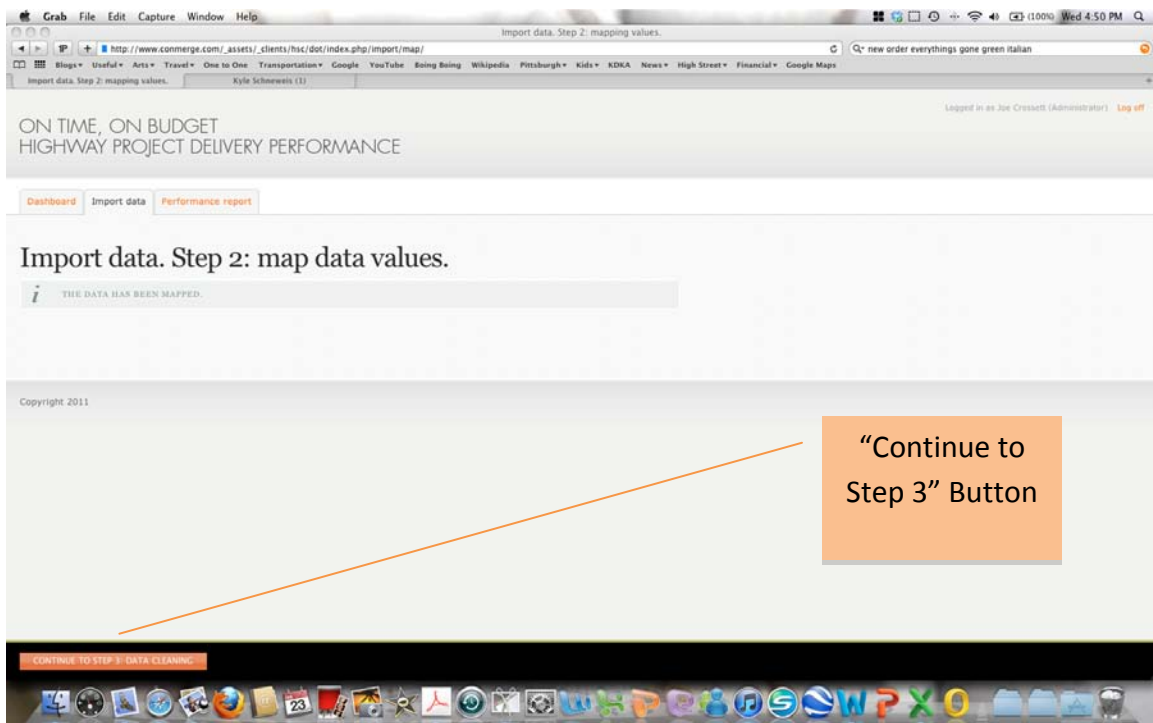 Grab File Edit Capture Window Help (100%) Wed 4:50 PM
Import data. Step 2: mapping values.
http://www.conmerge.com/_assets/_clients/hsc/dot/index.php/import/map/ new order everythings gone green italian
Blogs Useful Arts Travel One to One Transportation Google YouTube Boing Boing Wikipedia Pittsburgh Kids KDKA News High Street Financial Google Maps
Import data. Step 2: mapping values. Kyle Schneweis (1)
Logged in as Joe Crossett (Administrator) Log off
ON TIME, ON BUDGET
HIGHWAY PROJECT DELIVERY PERFORMANCE
Dashboard Import data Performance report
Import data. Step 2: map data values.
i THE DATA HAS BEEN MAPPED.
Copyright 2011
“Continue to
Step 3” Button
CONTINUE TO STEP 3: DATA CLEANING
23